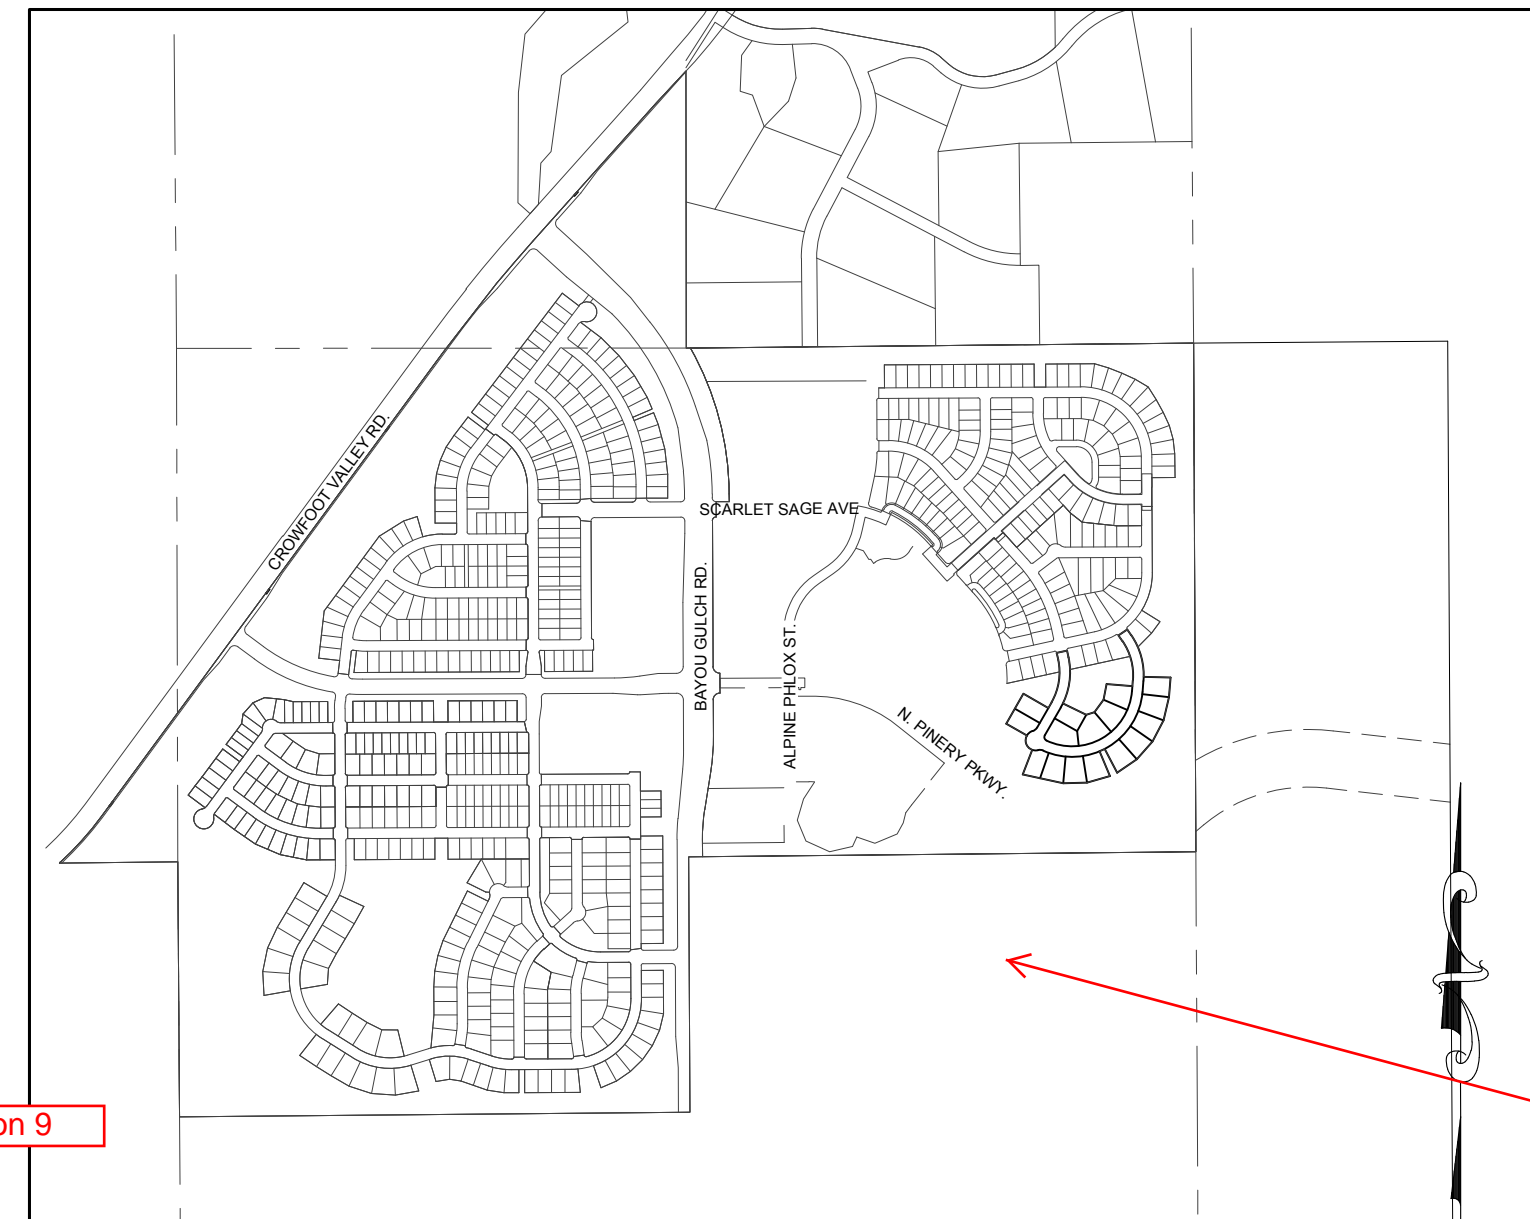 CROWFOOT VALLEY RD.
SCARLET SAGE AVE
BAYOU GULCH RD.
ALPINE PHLOX ST.
N. PINERY PKWY.
on 9